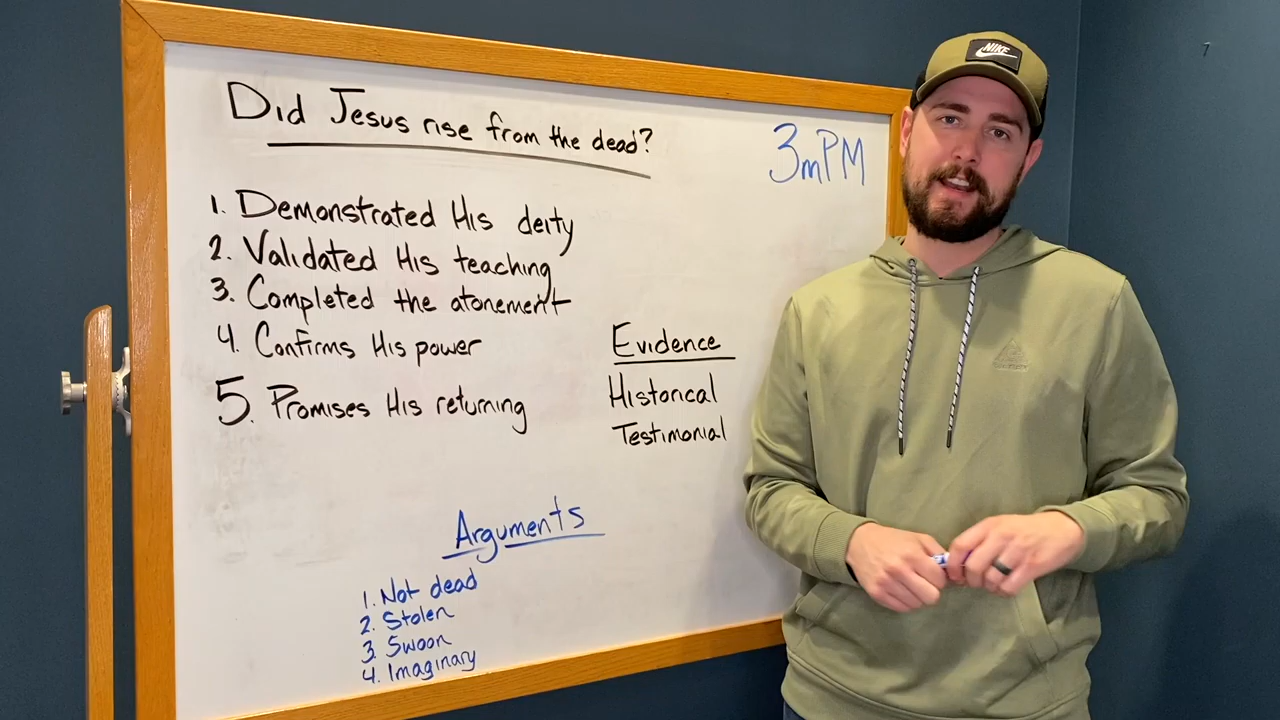 Did Jesus rise from the dead?
3mPM
1. Demonstrated His deity
2. Validated His teaching
3. Completed the atonement
4. Confirms His power
5. Promises His returning
Evidence
Historical
Testimonial
Arguments
1. Not dead
2. Stolen
3. Swoon
4. Imaginary
NIKE